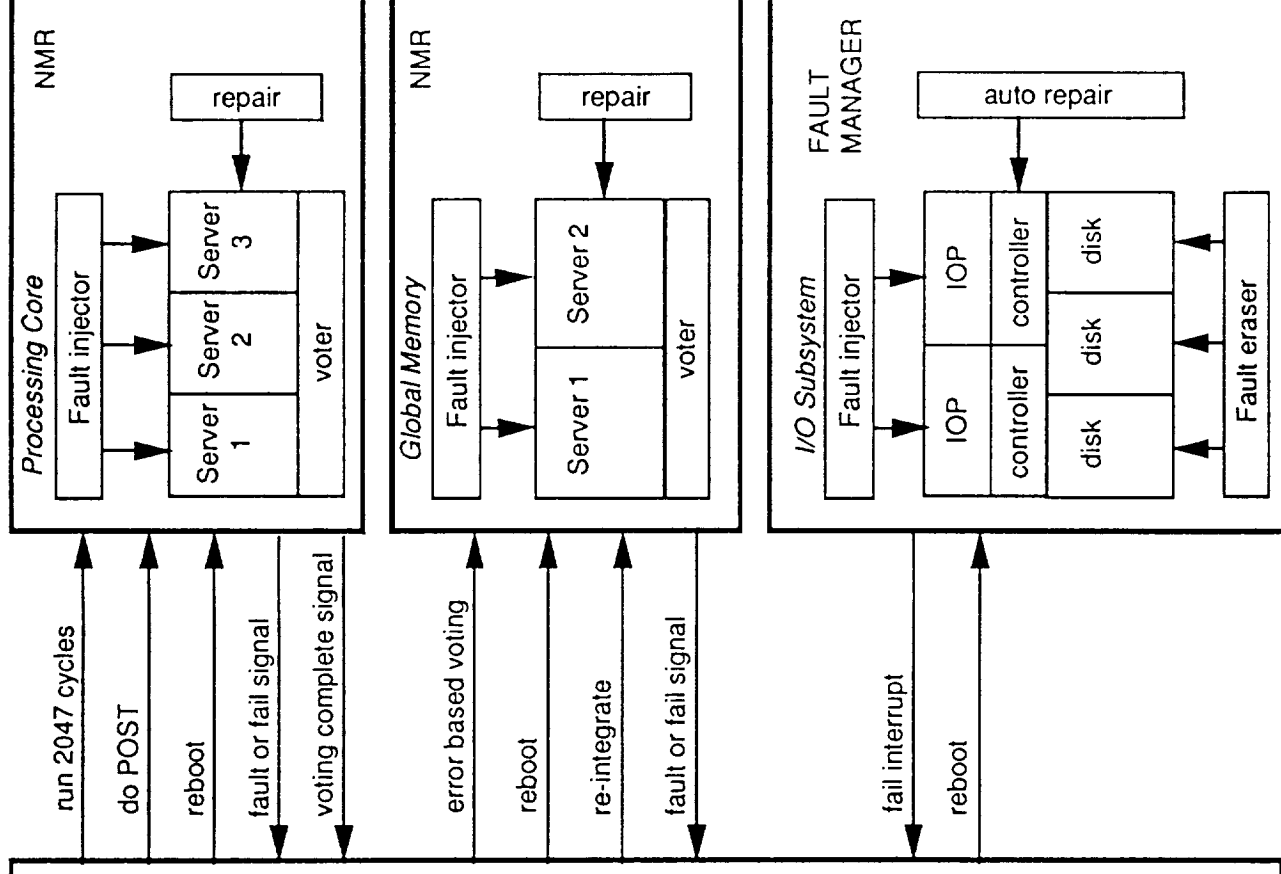 run 2047 cycles
do POST
reboot
fault or fail signal
voting complete signal
Processing Core
NMR
Fault injector
Server
1
Server
2
Server
3
voter
repair
error based voting
reboot
re-integrate
fault or fail signal
Global Memory
NMR
Fault injector
Server 1
Server 2
voter
repair
fail interrupt
reboot
I/O Subsystem
FAULT
MANAGER
Fault injector
IOP
IOP
controller
controller
disk
disk
disk
Fault eraser
auto repair